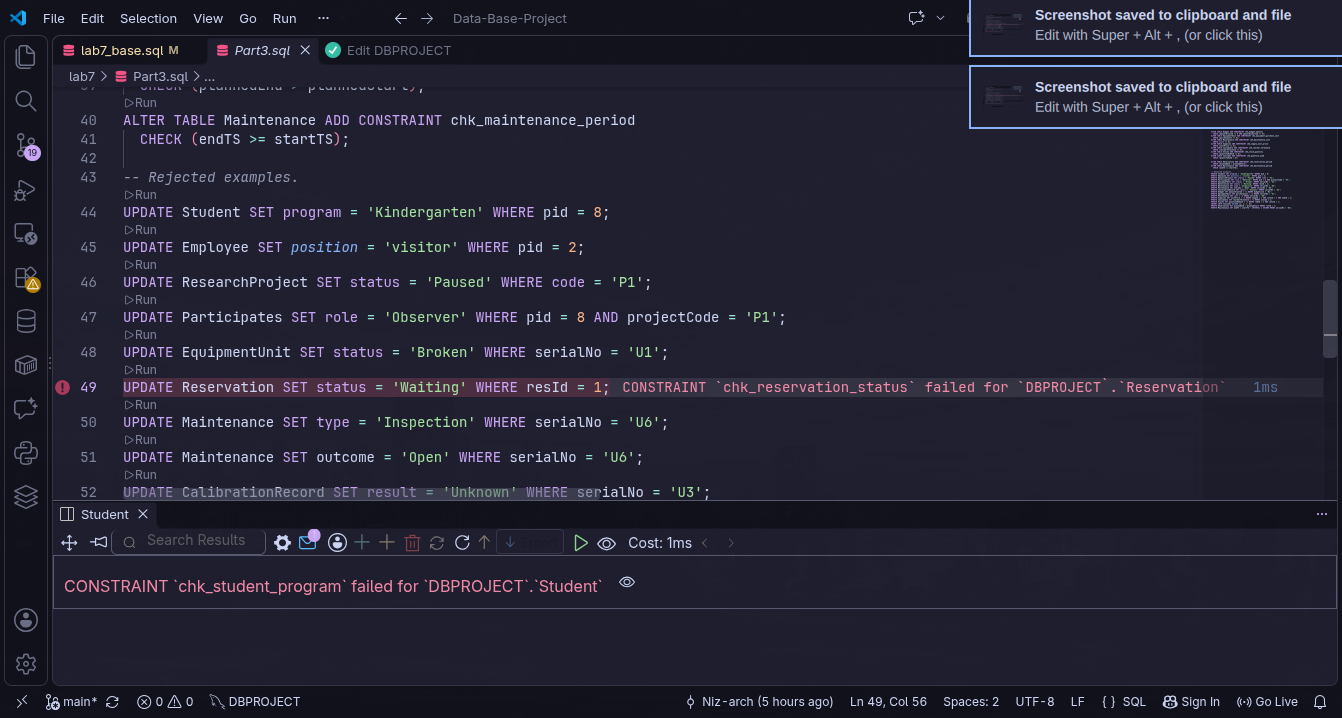 File Edit Selection View Go Run ··· Data-Base-Project
Screenshot saved to clipboard and file
Edit with Super + Alt + , (or click this)
Screenshot saved to clipboard and file
Edit with Super + Alt + , (or click this)
lab7_base.sql M Part3.sql Edit DBPROJECT
lab7 > Part3.sql > ...
Run
40 ALTER TABLE Maintenance ADD CONSTRAINT chk_maintenance_period
41 CHECK (endTS >= startTS);
42
43 -- Rejected examples.
Run
44 UPDATE Student SET program = 'Kindergarten' WHERE pid = 8;
Run
45 UPDATE Employee SET position = 'visitor' WHERE pid = 2;
Run
46 UPDATE ResearchProject SET status = 'Paused' WHERE code = 'P1';
Run
47 UPDATE Participates SET role = 'Observer' WHERE pid = 8 AND projectCode = 'P1';
Run
48 UPDATE EquipmentUnit SET status = 'Broken' WHERE serialNo = 'U1';
Run
49 UPDATE Reservation SET status = 'Waiting' WHERE resId = 1; CONSTRAINT `chk_reservation_status` failed for `DBPROJECT`.`Reservation` 1ms
Run
50 UPDATE Maintenance SET type = 'Inspection' WHERE serialNo = 'U6';
Run
51 UPDATE Maintenance SET outcome = 'Open' WHERE serialNo = 'U6';
Run
52 UPDATE CalibrationRecord SET result = 'Unknown' WHERE serialNo = 'U3';
19
Student
Search Results Cost: 1ms
CONSTRAINT `chk_student_program` failed for `DBPROJECT`.`Student`
main* 0 0 DBPROJECT Niz-arch (5 hours ago) Ln 49, Col 56 Spaces: 2 UTF-8 LF { } SQL Sign In Go Live